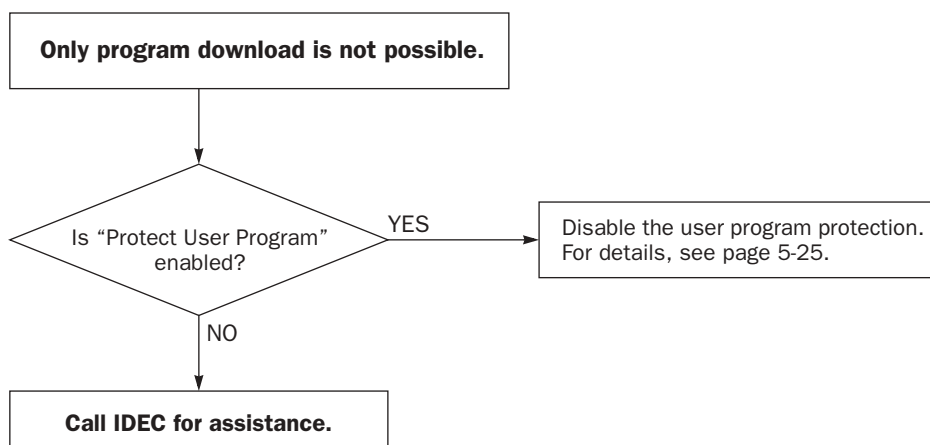 Only program download is not possible.
Is “Protect User Program”
enabled?
YES
Disable the user program protection.
For details, see page 5-25.
NO
Call IDEC for assistance.